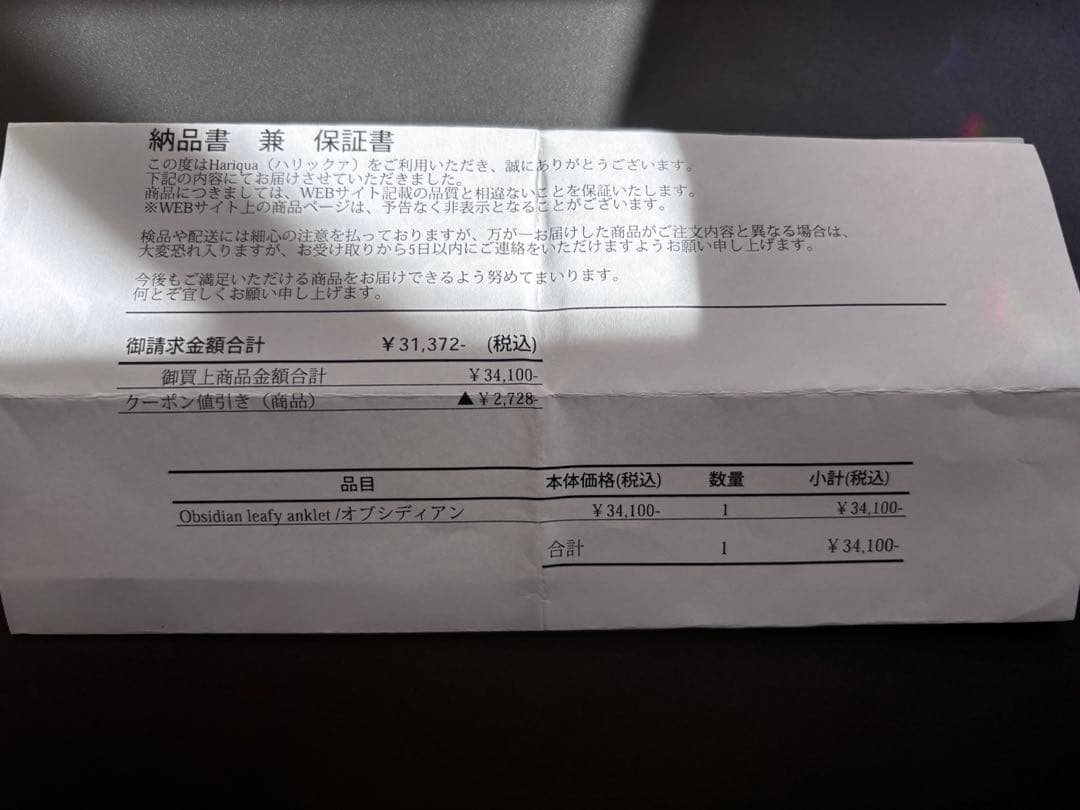 納品書 兼 保証書
この度はHariqua（ハリックァ）をご利用いただき、誠にありがとうございます。
下記の内容にてお届けさせていただきました。
商品につきましては、WEBサイト記載の品質と相違ないことを保証いたします。
※WEBサイト上の商品ページは、予告なく非表示となることがございます。
検品や配送には細心の注意を払っておりますが、万が一お届けした商品がご注文内容と異なる場合は、
大変恐れ入りますが、お受け取りから5日以内にご連絡をいただけますようお願い申し上げます。
今後もご満足いただける商品をお届けできるよう努めてまいります。
何とぞ宜しくお願い申し上げます。
御請求金額合計 ￥31,372- (税込)
御買上商品金額合計 ￥34,100-
クーポン値引き（商品） ▲￥2,728-
品目 本体価格(税込) 数量 小計(税込)
Obsidian leafy anklet /オブシディアン ￥34,100- 1 ￥34,100-
合計 1 ￥34,100-